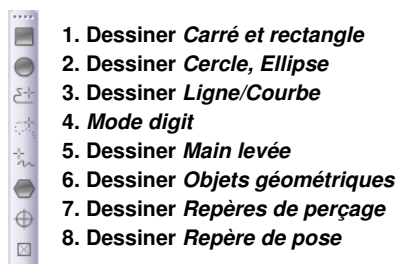 1. Dessiner Carré et rectangle
2. Dessiner Cercle, Ellipse
3. Dessiner Ligne/Courbe
4. Mode digit
5. Dessiner Main levée
6. Dessiner Objets géométriques
7. Dessiner Repères de perçage
8. Dessiner Repère de pose